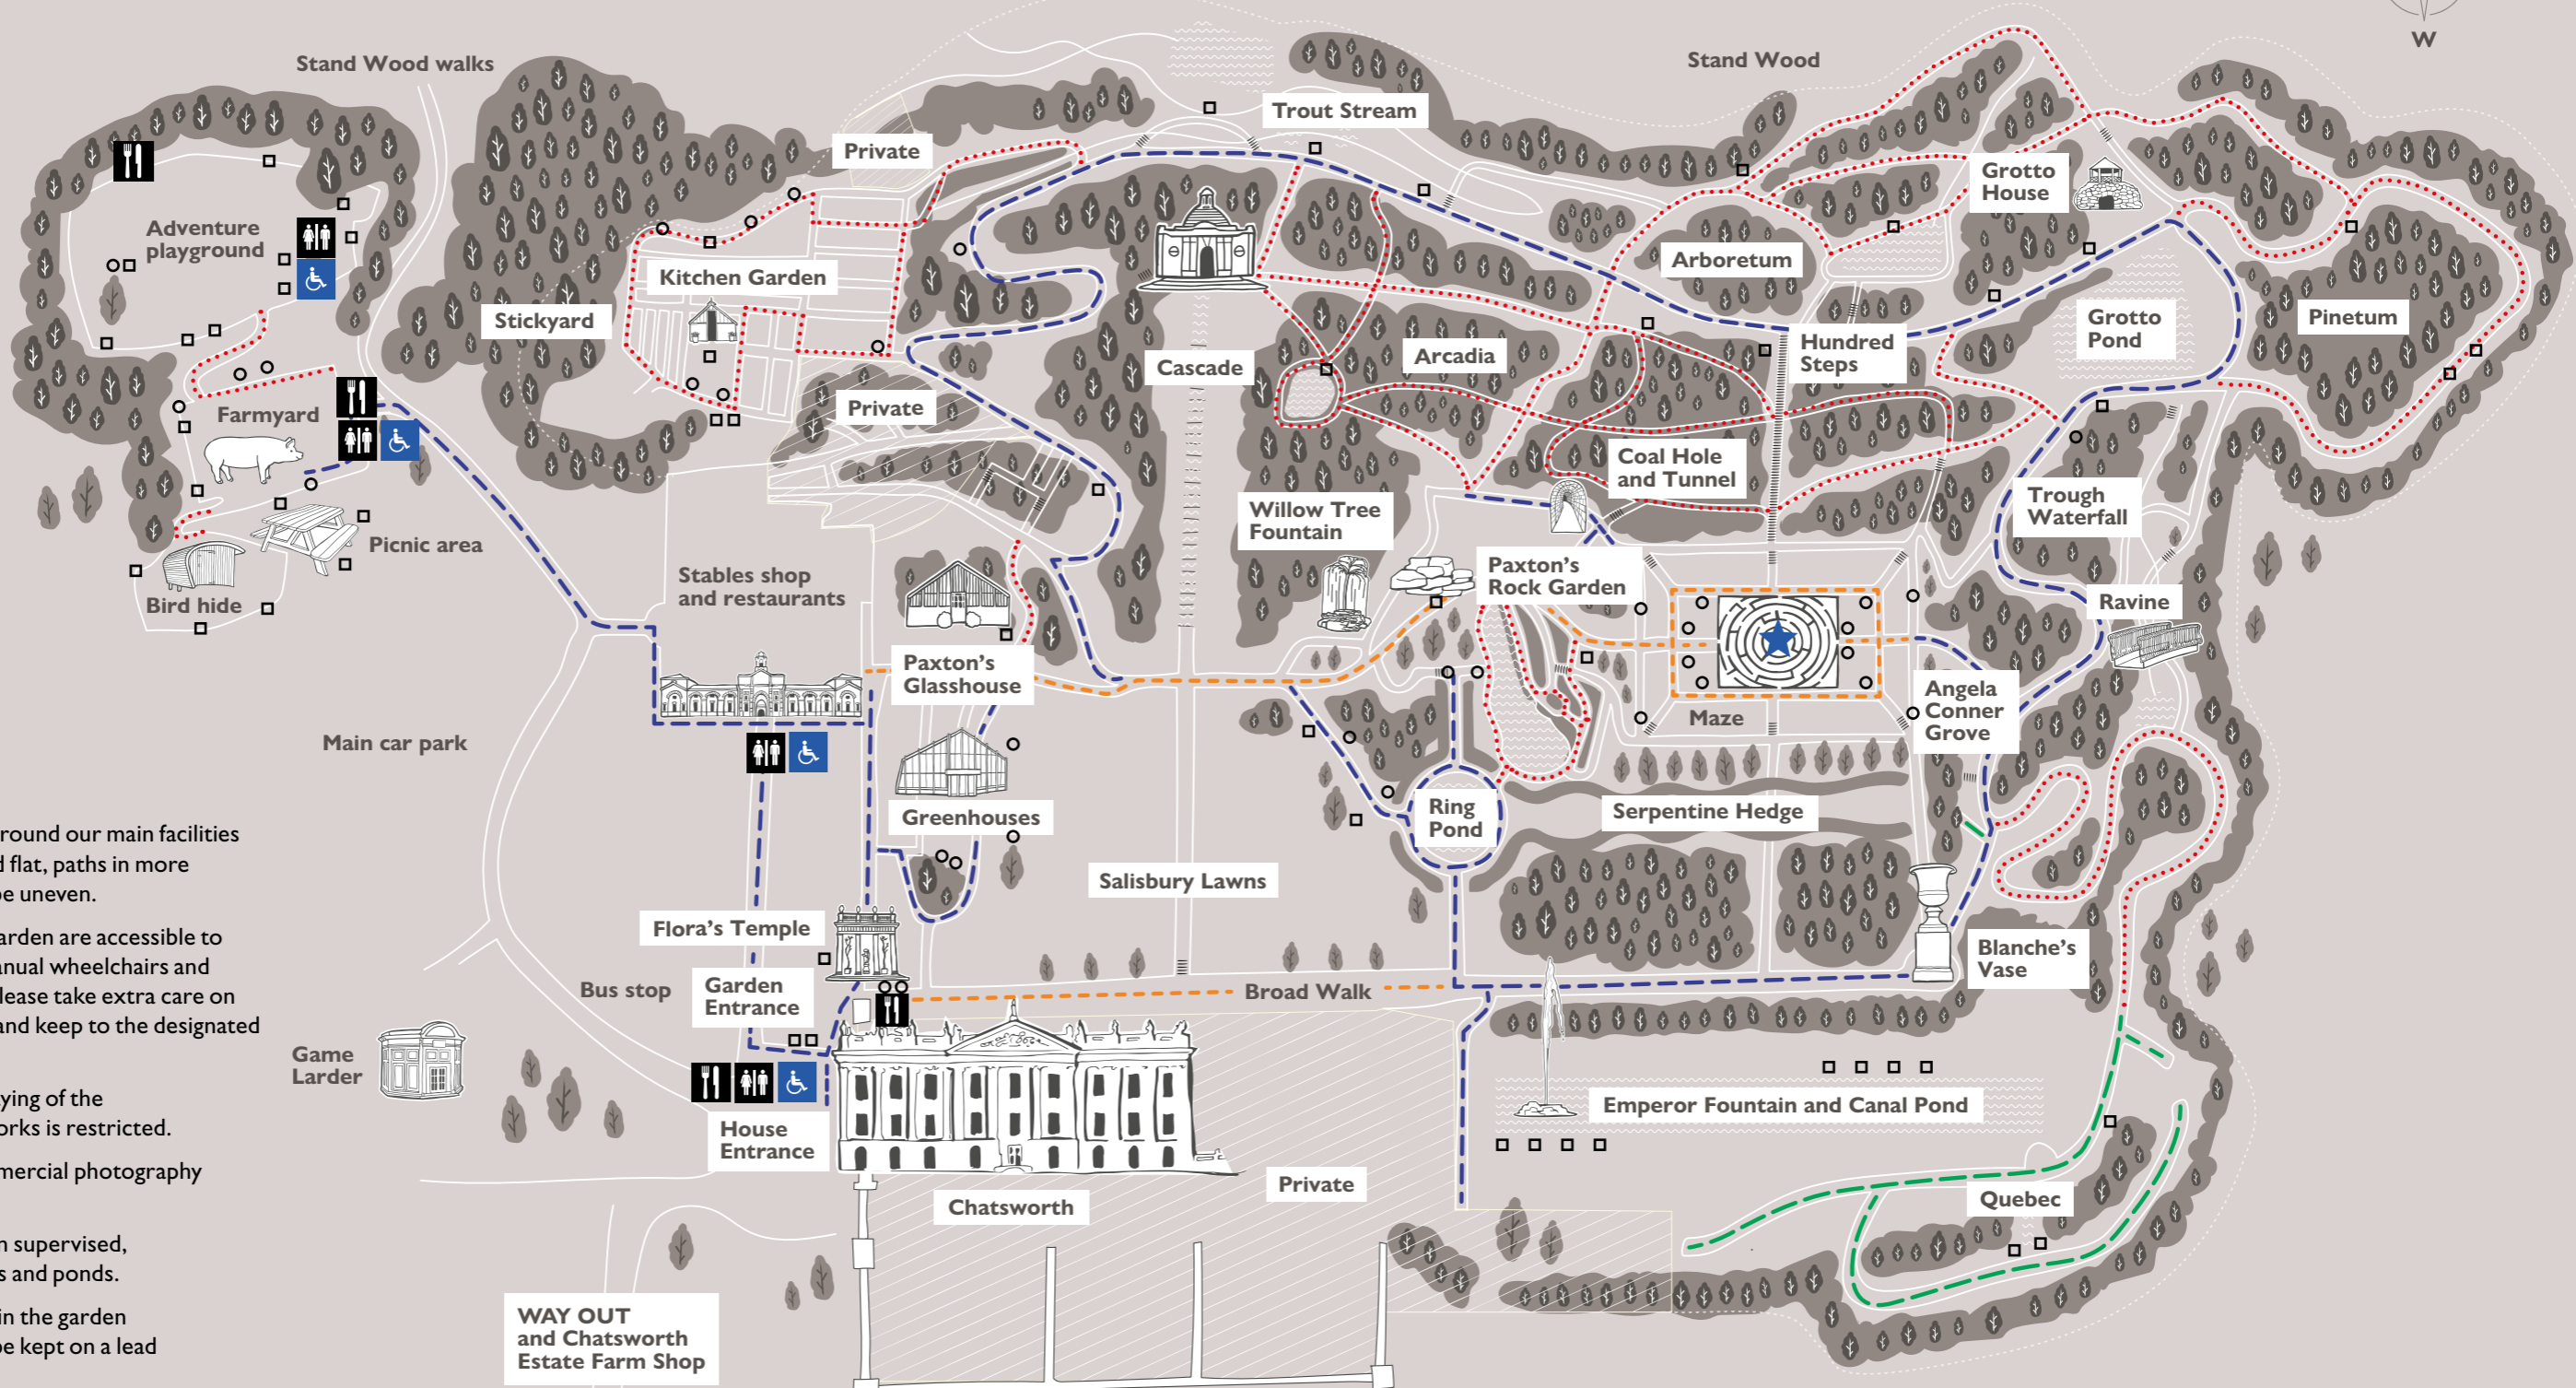 W
Stand Wood walks
Stand Wood
Trout Stream
Private
Grotto
House
Adventure
playground
Kitchen Garden
Arboretum
Stickyard
Grotto
Pond
Pinetum
Hundred
Steps
Arcadia
Cascade
Private
Farmyard
Coal Hole
and Tunnel
Trough
Waterfall
Willow Tree
Fountain
Picnic area
Paxton's
Rock Garden
Stables shop
and restaurants
Bird hide
Ravine
Paxton's
Glasshouse
Angela
Conner
Grove
Maze
Main car park
Greenhouses
Ring
Pond
Serpentine Hedge
round our main facilities
d flat, paths in more
be uneven.
Salisbury Lawns
Flora's Temple
arden are accessible to
anual wheelchairs and
lease take extra care on
and keep to the designated
Blanche's
Vase
Bus stop
Garden
Entrance
Broad Walk
Game
Larder
Emperor Fountain and Canal Pond
ying of the
orks is restricted.
House
Entrance
mercial photography
Private
Quebec
Chatsworth
n supervised,
s and ponds.
in the garden
be kept on a lead
WAY OUT
and Chatsworth
Estate Farm Shop